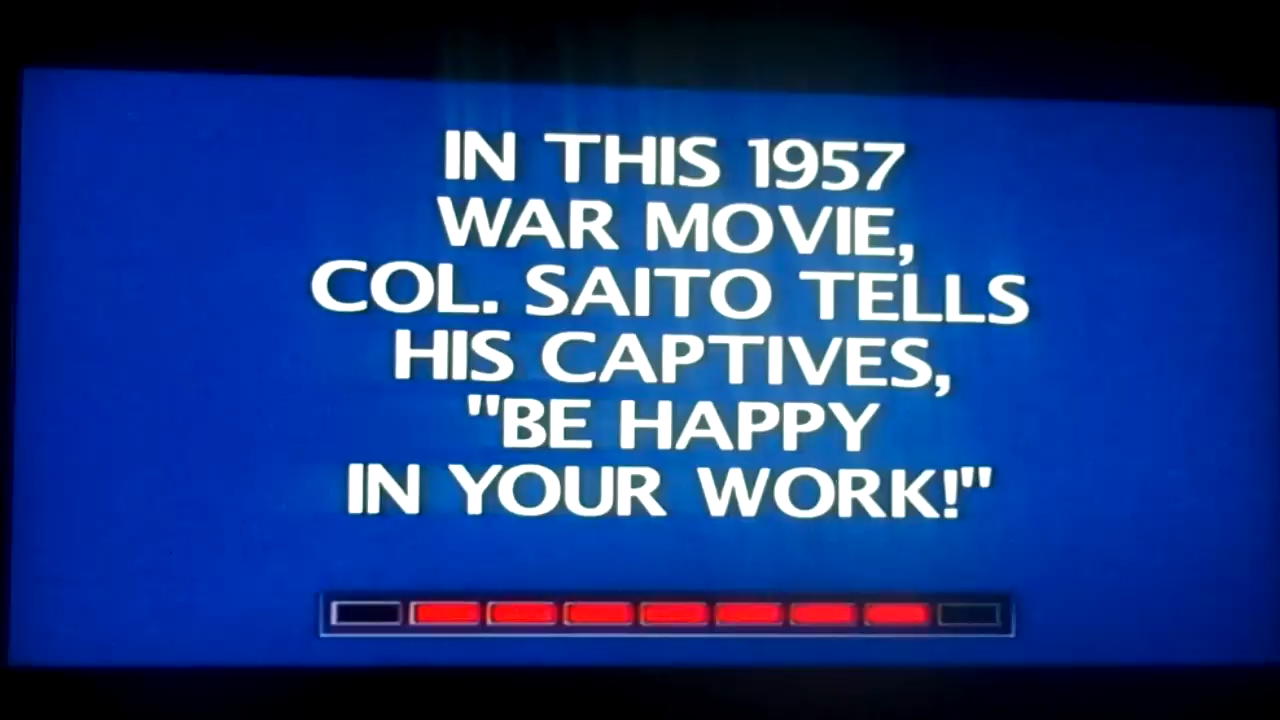 IN THIS 1957
WAR MOVIE,
COL. SAITO TELLS
HIS CAPTIVES,
"BE HAPPY
IN YOUR WORK!"